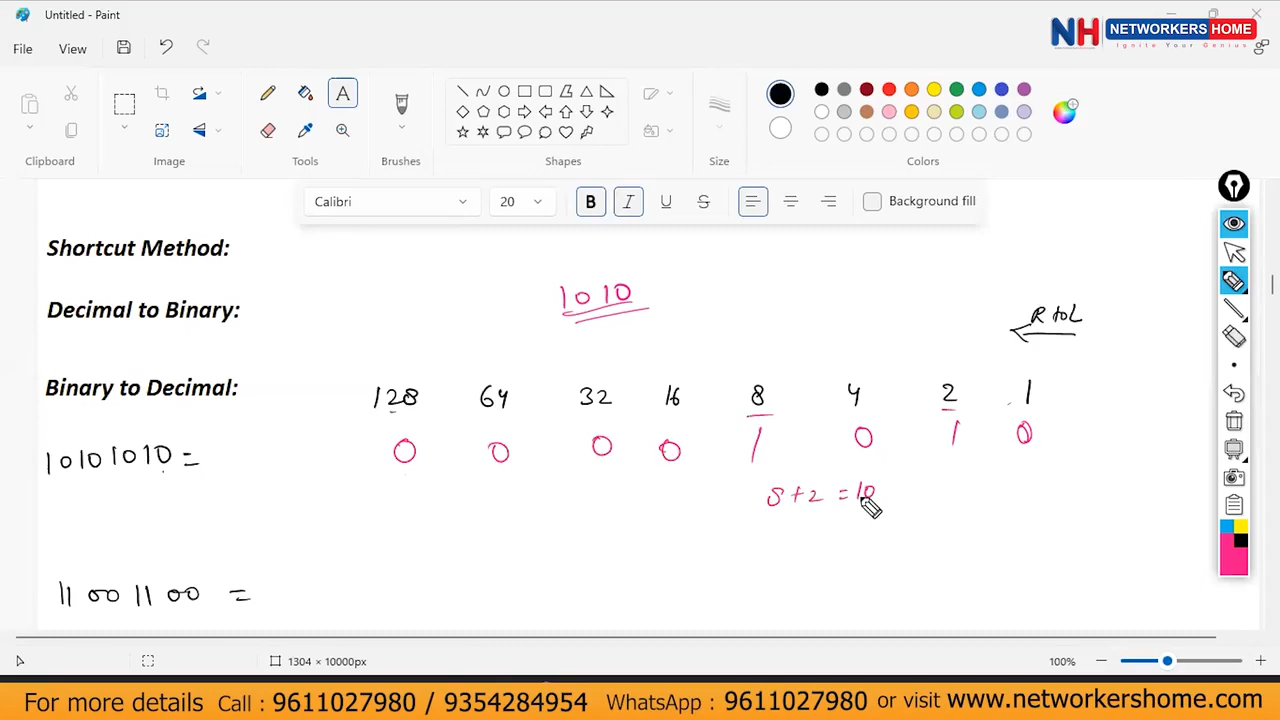 Untitled - Paint
NH NETWORKERS HOME
Ignite Your Genius
File View
A
Clipboard Image Tools Brushes Shapes Size Colors
Calibri 20 B I U S Background fill
Shortcut Method:
1010
Decimal to Binary:
R to L
Binary to Decimal:
128 64 32 16 8 4 2 1
0 0 0 0 1 0 1 0
10101010 =
8 + 2 = 10
11001100 =
1304 × 10000px 100%
For more details Call : 9611027980 / 9354284954 WhatsApp : 9611027980 or visit www.networkershome.com